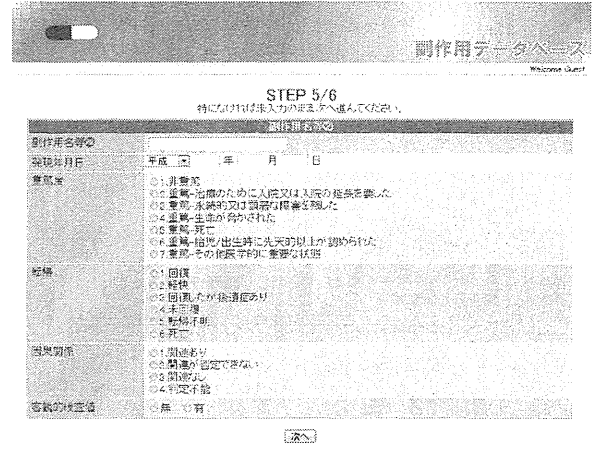 副作用データベース
Welcome Guest
STEP 5/6
特になければ未入力のまま次へ進んでください。
副作用名等②
副作用名等②
発現年月日 平成 年 月 日
重篤度
1.非重篤
2.重篤-治療のために入院又は入院の延長を要した
3.重篤-永続的又は顕著な障害を残した
4.重篤-生命が脅かされた
5.重篤-死亡
6.重篤-胎児/出生時に先天的以上が認められた
7.重篤-その他医学的に重要な状態
転帰
1.回復
2.軽快
3.回復したが後遺症あり
4.未回復
5.転帰不明
6.死亡
因果関係
1.関連あり
2.関連が否定できない
3.関連なし
4.判定不能
客観的検査値 無 有
次へ